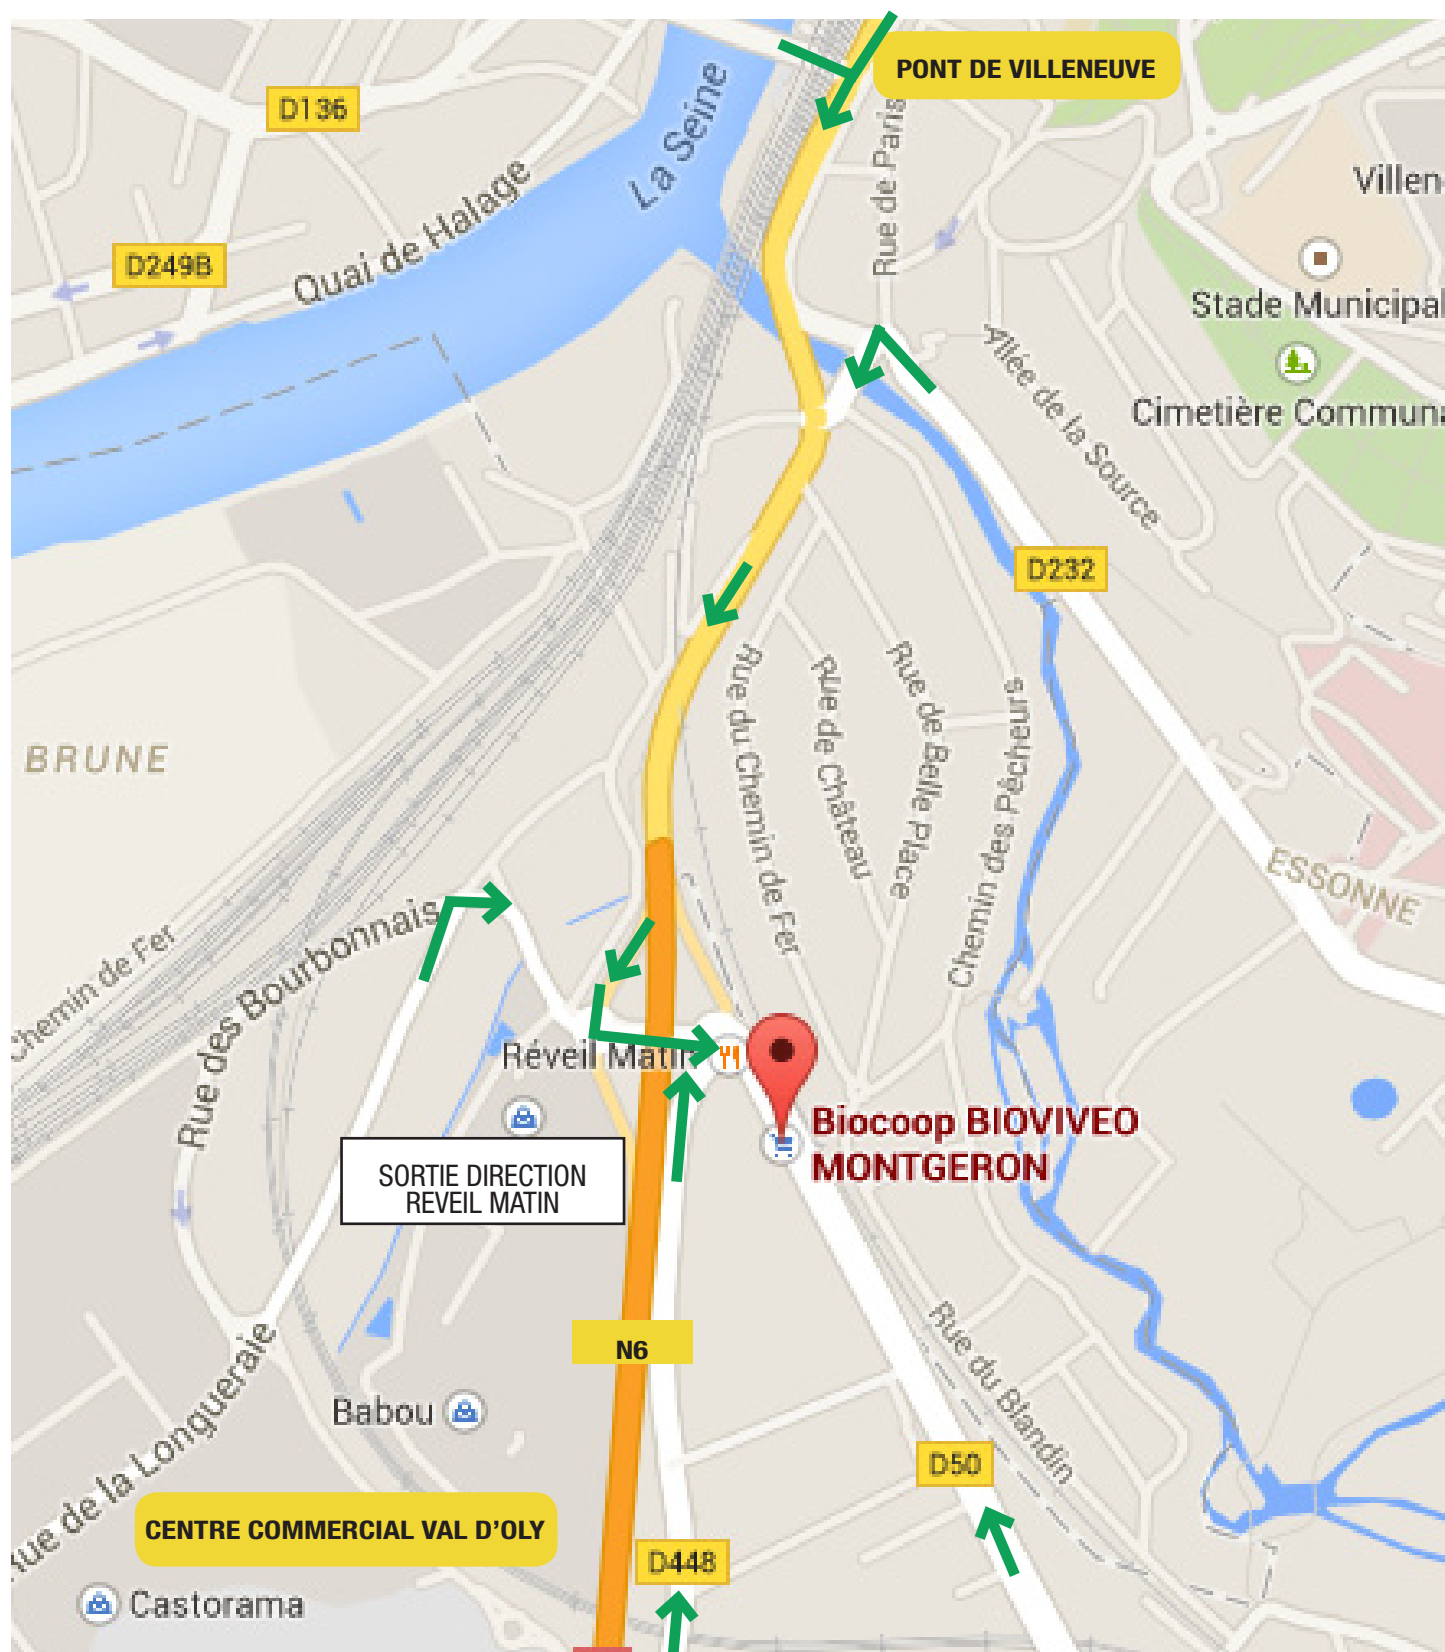 PONT DE VILLENEUVE
D136
La Seine
Rue de Paris
Villen
Quai de Halage
D249B
Stade Municipal
Allée de la Source
Cimetière Communa
D232
Rue du Chemin de Fer
Rue de Château
Rue de Belle Place
Chemin des Pêcheurs
BRUNE
ESSONNE
Chemin de Fer
Rue des Bourbonnais
Réveil Matin
Biocoop BIOVIVEO
MONTGERON
SORTIE DIRECTION
REVEIL MATIN
N6
Rue du Blandin
Babou
D50
Rue de la Longueraie
CENTRE COMMERCIAL VAL D'OLY
D448
Castorama